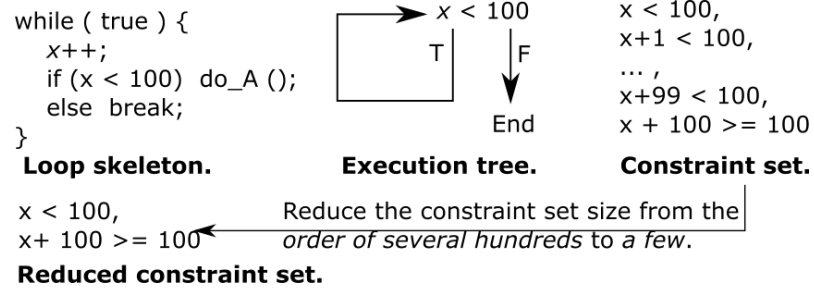 while ( true ) {
x++;
if (x < 100) do_A ();
else break;
}
Loop skeleton.
x < 100
T
F
End
Execution tree.
x < 100,
x+1 < 100,
... ,
x+99 < 100,
x + 100 >= 100
Constraint set.
x < 100,
x+ 100 >= 100
Reduced constraint set.
Reduce the constraint set size from the
order of several hundreds to a few.